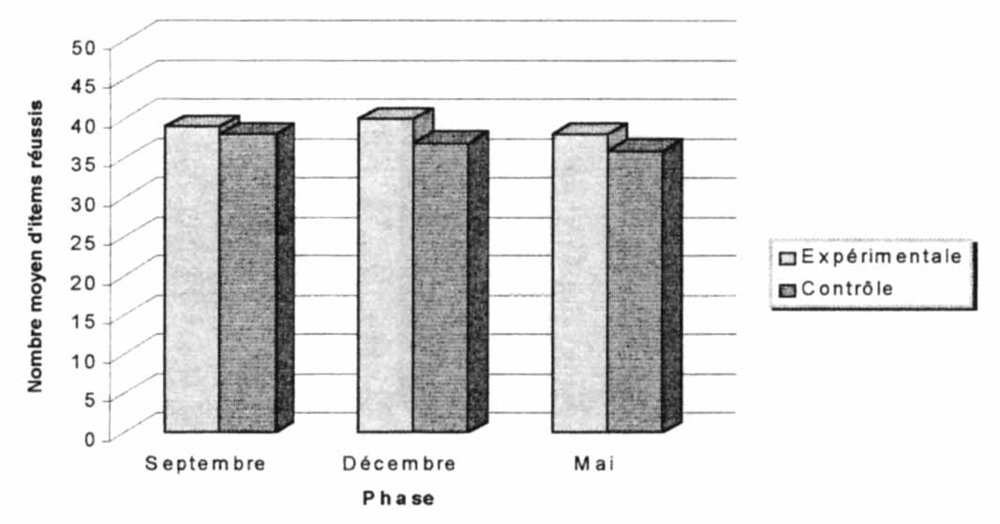 Nombre moyen d'items réussis
50
45
40
35
30
25
20
15
10
5
0
Septembre
Décembre
Mai
Phase
Expérimentale
Contrôle